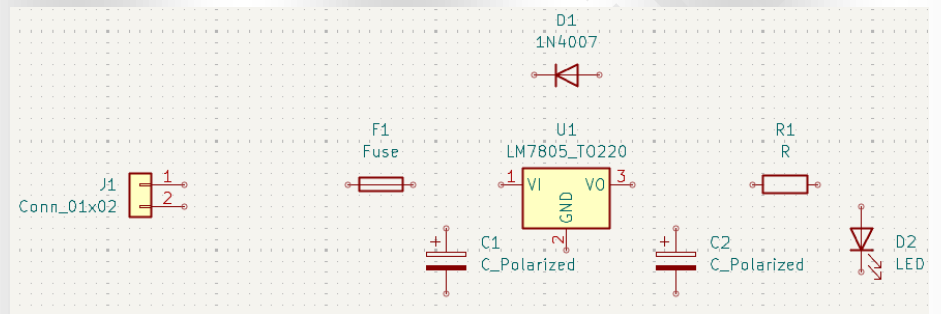 D1
1N4007
F1
Fuse
U1
LM7805_TO220
R1
R
J1
Conn_01x02
1
2
1
VI
VO
3
GND
2
+
C1
C_Polarized
+
C2
C_Polarized
D2
LED